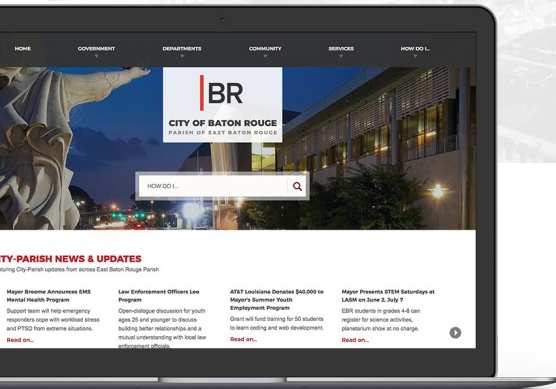 HOME GOVERNMENT DEPARTMENTS COMMUNITY SERVICES HOW DO I...
BR
CITY OF BATON ROUGE
PARISH OF EAST BATON ROUGE
HOW DO I...
ITY-PARISH NEWS & UPDATES
turing City-Parish updates from across East Baton Rouge Parish
Mayor Broome Announces EMS
Mental Health Program
Support team will help emergency
responders cope with workload stress
and PTSD from extreme situations.
Read on...
Law Enforcement Officers Leo
Program
Open-dialogue discussion for youth
ages 25 and younger to discuss
building better relationships and a
mutual understanding with local law
enforcement officials.
AT&T Louisiana Donates $40,000 to
Mayor's Summer Youth
Employment Program
Grant will fund training for 50 students
to learn coding and web development.
Read on...
Mayor Presents STEM Saturdays at
LASM on June 2, July 7
EBR students in grades 4-8 can
register for science activities,
planetarium show at no charge.
Read on...